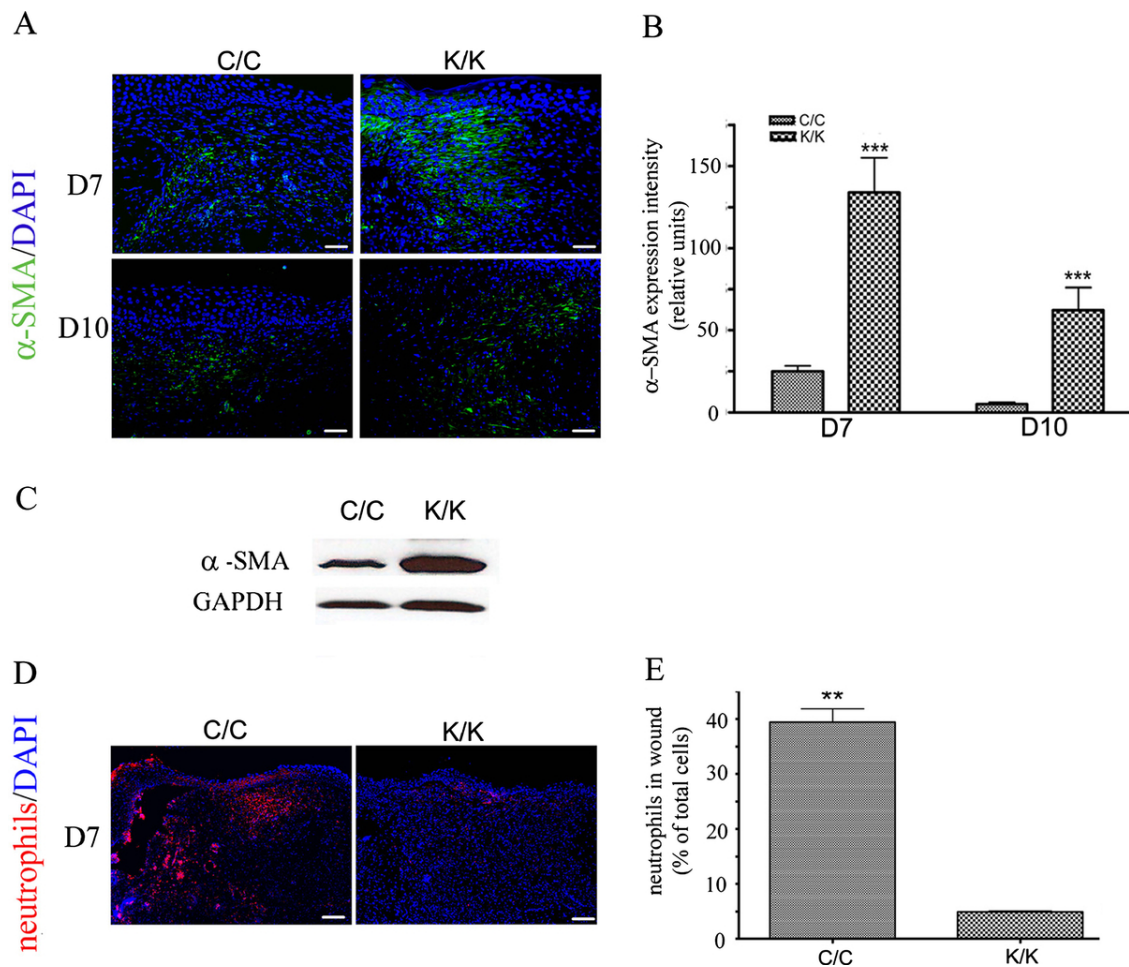 A
C/C K/K
α-SMA/DAPI
D7
D10
B
C/C
K/K
α–SMA expression intensity
(relative units)
150
100
50
0
***
***
D7 D10
C
C/C K/K
α -SMA
GAPDH
D
C/C K/K
neutrophils/DAPI
D7
E
neutrophils in wound
(% of total cells)
40
30
20
10
0
**
C/C K/K